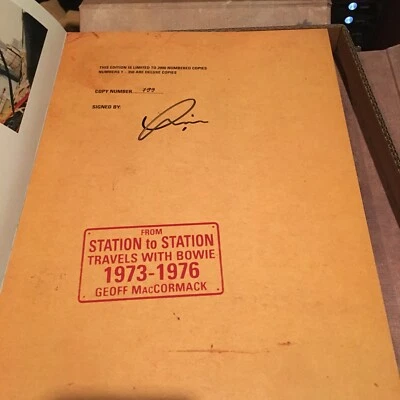 THIS EDITION IS LIMITED TO 2000 NUMBERED COPIES
NUMBERS 1 - 350 ARE DELUXE COPIES
COPY NUMBER
SIGNED BY:
FROM
STATION to STATION
TRAVELS WITH BOWIE
1973-1976
GEOFF MACCORMACK